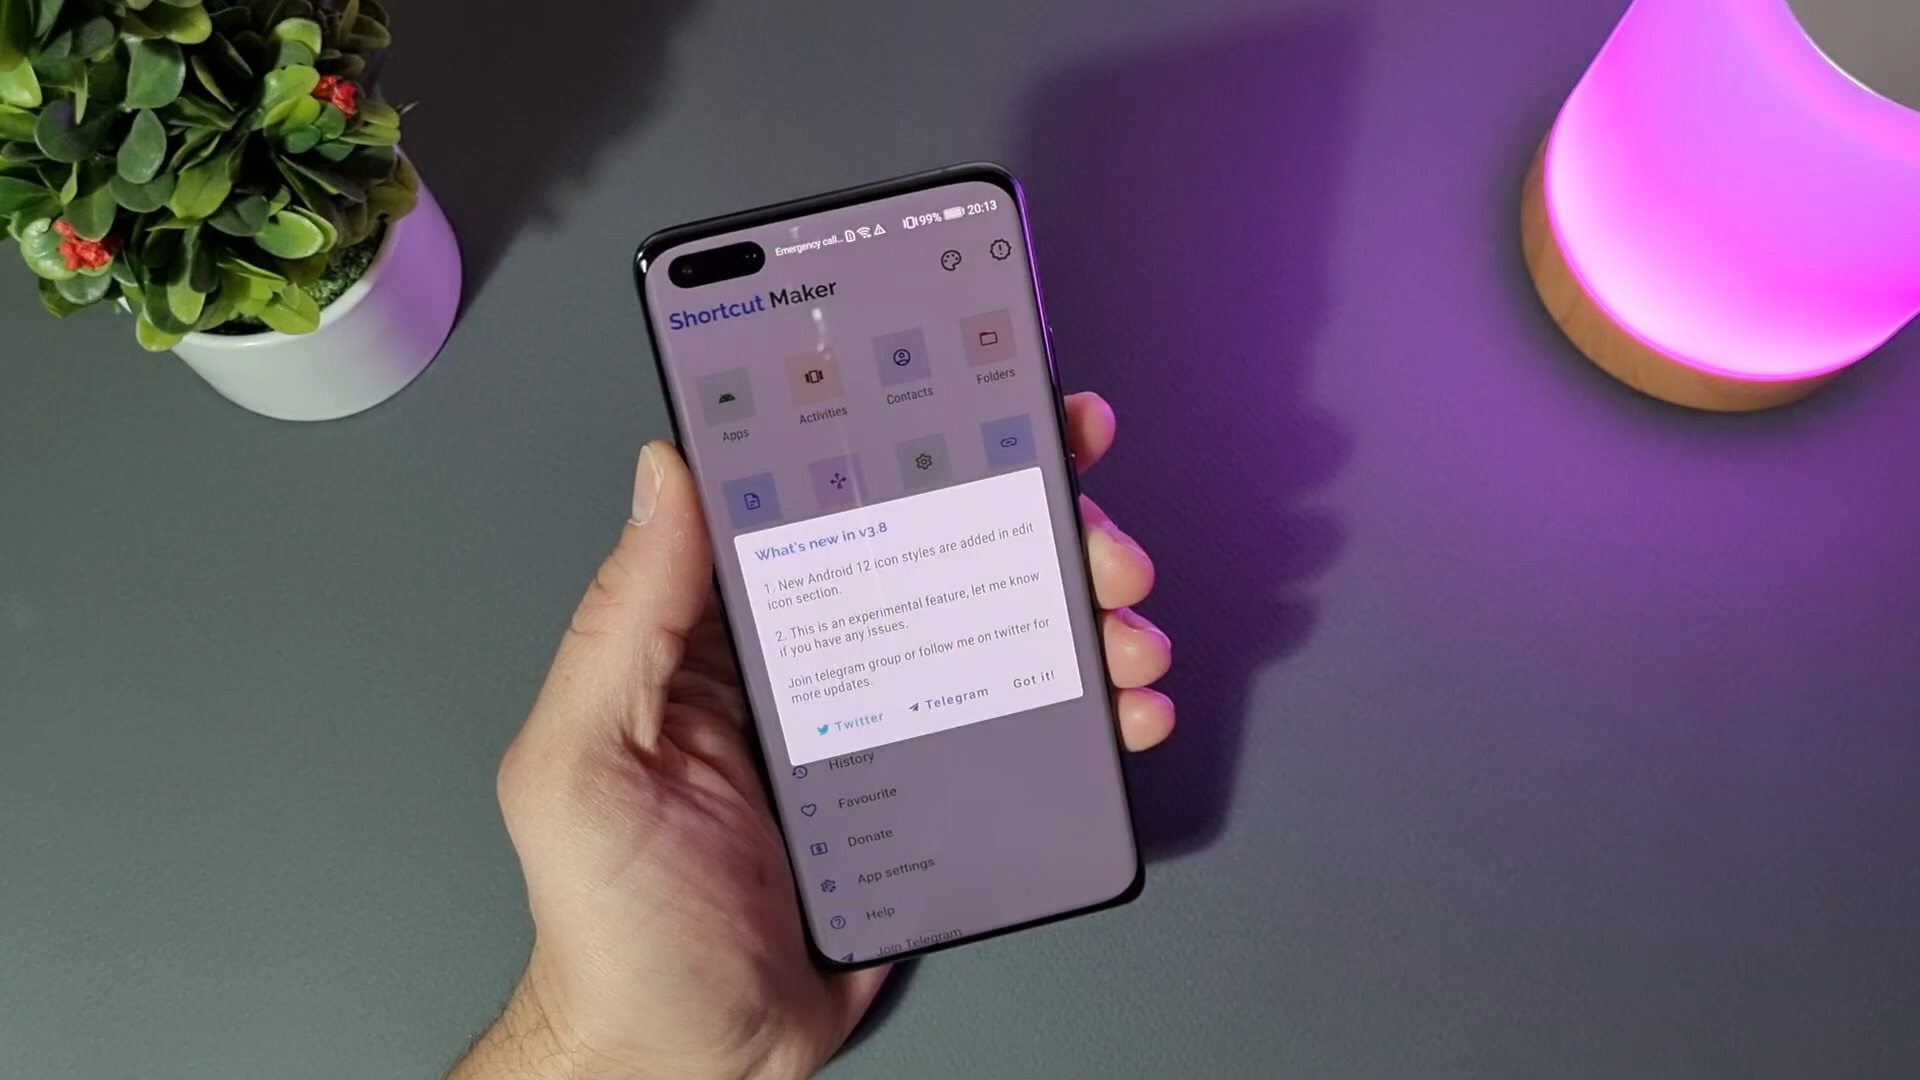 Emergency call... 99% 20:13
Shortcut Maker
Apps Activities Contacts Folders
What's new in v3.8
1. New Android 12 icon styles are added in edit
icon section.
2. This is an experimental feature, let me know
if you have any issues.
Join telegram group or follow me on twitter for
more updates.
Twitter Telegram Got it!
History
Favourite
Donate
App settings
Help
Join Telegram